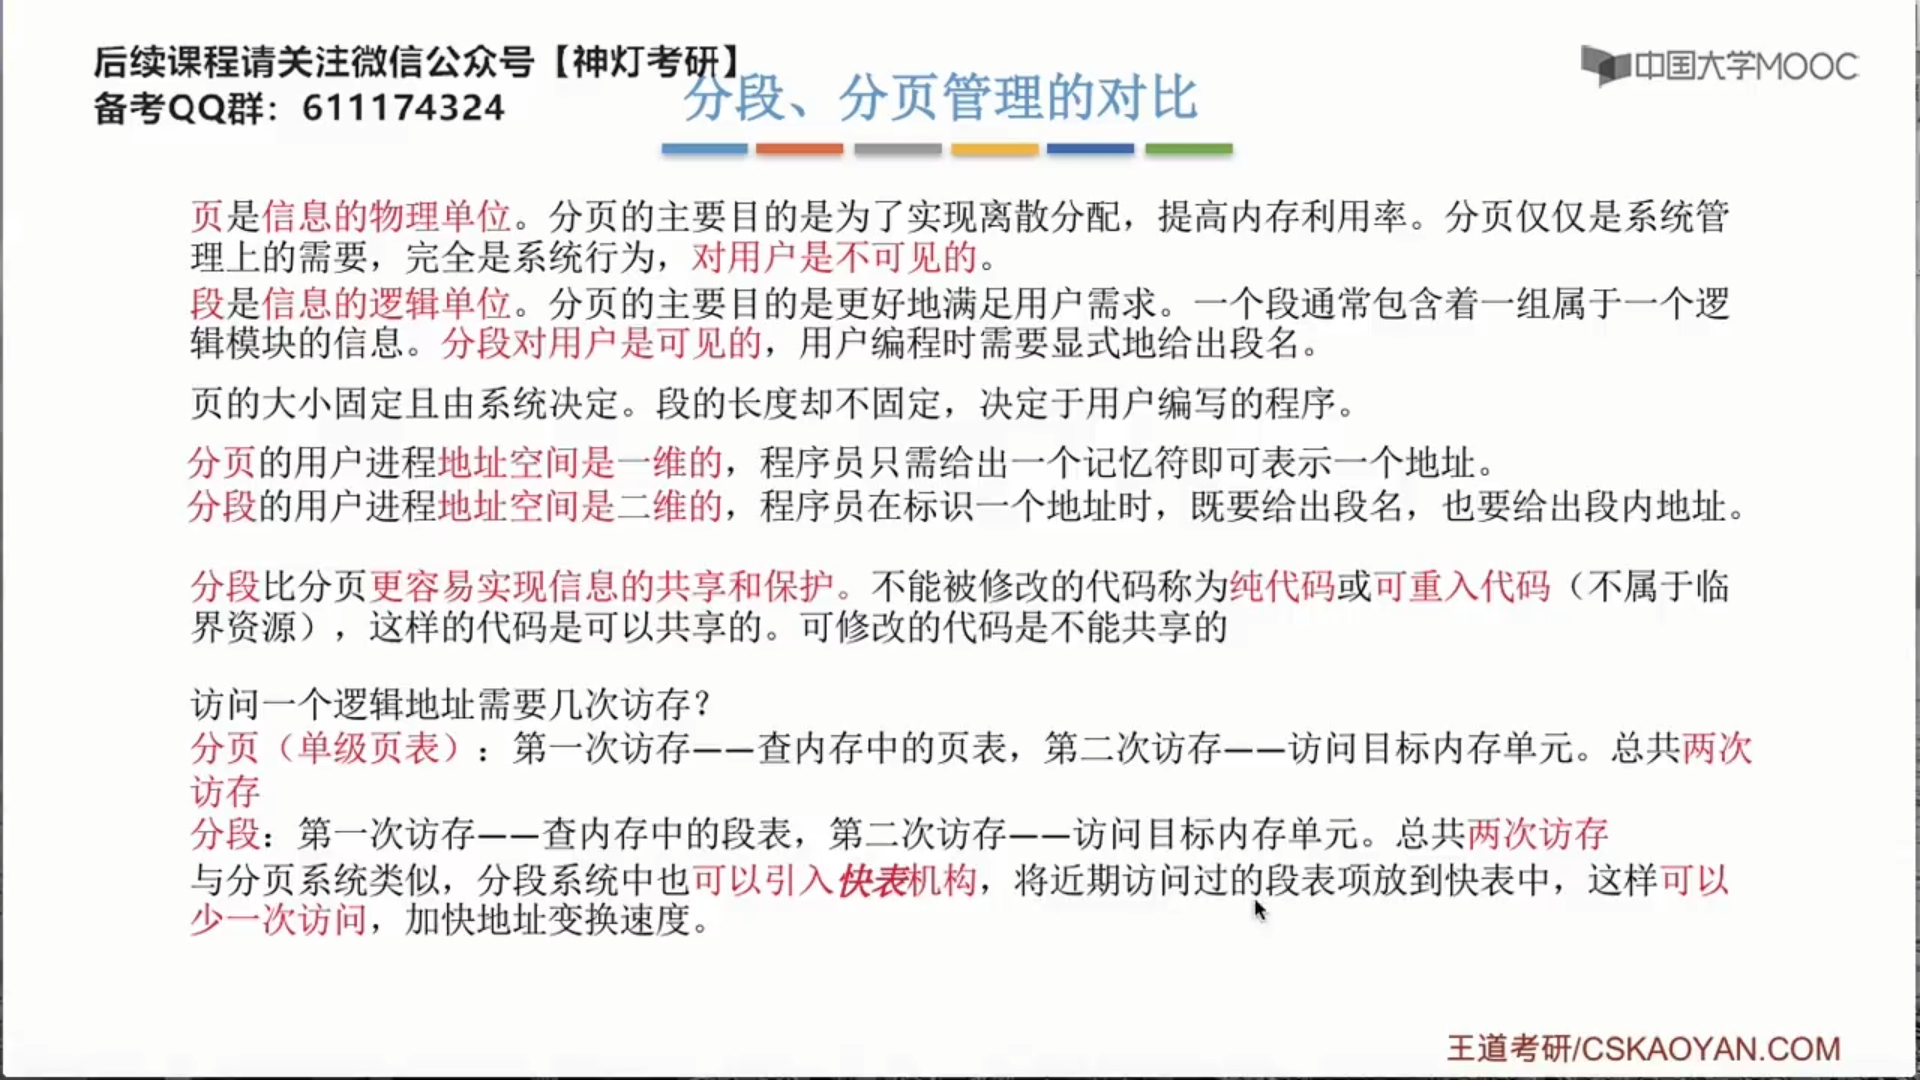 后续课程请关注微信公众号【神灯考研】
备考QQ群：611174324
中国大学MOOC
分段、分页管理的对比
页是信息的物理单位。分页的主要目的是为了实现离散分配，提高内存利用率。分页仅仅是系统管
理上的需要，完全是系统行为，对用户是不可见的。
段是信息的逻辑单位。分页的主要目的是更好地满足用户需求。一个段通常包含着一组属于一个逻
辑模块的信息。分段对用户是可见的，用户编程时需要显式地给出段名。
页的大小固定且由系统决定。段的长度却不固定，决定于用户编写的程序。
分页的用户进程地址空间是一维的，程序员只需给出一个记忆符即可表示一个地址。
分段的用户进程地址空间是二维的，程序员在标识一个地址时，既要给出段名，也要给出段内地址。
分段比分页更容易实现信息的共享和保护。不能被修改的代码称为纯代码或可重入代码（不属于临
界资源），这样的代码是可以共享的。可修改的代码是不能共享的
访问一个逻辑地址需要几次访存？
分页（单级页表）：第一次访存——查内存中的页表，第二次访存——访问目标内存单元。总共两次
访存
分段：第一次访存——查内存中的段表，第二次访存——访问目标内存单元。总共两次访存
与分页系统类似，分段系统中也可以引入快表机构，将近期访问过的段表项放到快表中，这样可以
少一次访问，加快地址变换速度。
王道考研/CSKAOYAN.COM